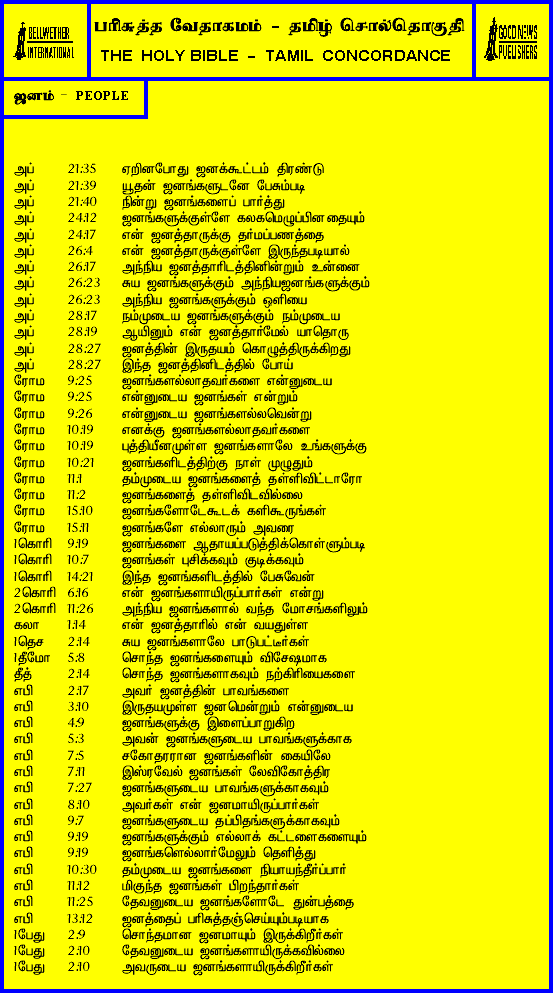 BELLWETHER
INTERNATIONAL
பரிசுத்த வேதாகமம் - தமிழ் சொல்தொகுதி
THE HOLY BIBLE - TAMIL CONCORDANCE
GOOD NEWS
PUBLISHERS
ஜனம் - PEOPLE
அப் 21:35 ஏறினபோது ஜனக்கூட்டம் திரண்டு
அப் 21:39 யூதன் ஜனங்களுடனே பேசும்படி
அப் 21:40 நின்று ஜனங்களைப் பார்த்து
அப் 24:12 ஜனங்களுக்குள்ளே கலகமெழுப்பினதையும்
அப் 24:17 என் ஜனத்தாருக்கு தர்மப்பணத்தை
அப் 26:4 என் ஜனத்தாருக்குள்ளே இருந்தபடியால்
அப் 26:17 அந்நிய ஜனத்தாரிடத்தினின்றும் உன்னை
அப் 26:23 சுய ஜனங்களுக்கும் அந்நியஜனங்களுக்கும்
அப் 26:23 அந்நிய ஜனங்களுக்கும் ஒளியை
அப் 28:17 நம்முடைய ஜனங்களுக்கும் நம்முடைய
அப் 28:19 ஆயினும் என் ஜனத்தார்மேல் யாதொரு
அப் 28:27 ஜனத்தின் இருதயம் கொழுத்திருக்கிறது
அப் 28:27 இந்த ஜனத்தினிடத்தில் போய்
ரோம 9:25 ஜனங்களல்லாதவர்களை என்னுடைய
ரோம 9:25 என்னுடைய ஜனங்கள் என்றும்
ரோம 9:26 என்னுடைய ஜனங்களல்லவென்று
ரோம 10:19 எனக்கு ஜனங்களல்லாதவர்களை
ரோம 10:19 புத்தியீனமுள்ள ஜனங்களாலே உங்களுக்கு
ரோம 10:21 ஜனங்களிடத்திற்கு நாள் முழுதும்
ரோம 11:1 தம்முடைய ஜனங்களைத் தள்ளிவிட்டாரோ
ரோம 11:2 ஜனங்களைத் தள்ளிவிடவில்லை
ரோம 15:10 ஜனங்களோடேகூடக் களிகூருங்கள்
ரோம 15:11 ஜனங்களே எல்லாரும் அவரை
1கொரி 9:19 ஜனங்களை ஆதாயப்படுத்திக்கொள்ளும்படி
1கொரி 10:7 ஜனங்கள் புசிக்கவும் குடிக்கவும்
1கொரி 14:21 இந்த ஜனங்களிடத்தில் பேசுவேன்
2கொரி 6:16 என் ஜனங்களாயிருப்பார்கள் என்று
2கொரி 11:26 அந்நிய ஜனங்களால் வந்த மோசங்களிலும்
கலா 1:14 என் ஜனத்தாரில் என் வயதுள்ள
1தெச 2:14 சுய ஜனங்களாலே பாடுபட்டீர்கள்
1தீமோ 5:8 சொந்த ஜனங்களையும் விசேஷமாக
தீத் 2:14 சொந்த ஜனங்களாகவும் நற்கிரியைகளை
எபி 2:17 அவர் ஜனத்தின் பாவங்களை
எபி 3:10 இருதயமுள்ள ஜனமென்றும் என்னுடைய
எபி 4:9 ஜனங்களுக்கு இளைப்பாறுகிற
எபி 5:3 அவன் ஜனங்களுடைய பாவங்களுக்காக
எபி 7:5 சகோதரரான ஜனங்களின் கையிலே
எபி 7:11 இஸ்ரவேல் ஜனங்கள் லேவிகோத்திர
எபி 7:27 ஜனங்களுடைய பாவங்களுக்காகவும்
எபி 8:10 அவர்கள் என் ஜனமாயிருப்பார்கள்
எபி 9:7 ஜனங்களுடைய தப்பிதங்களுக்காகவும்
எபி 9:19 ஜனங்களுக்கும் எல்லாக் கட்டளைகளையும்
எபி 9:19 ஜனங்களெல்லார்மேலும் தெளித்து
எபி 10:30 தம்முடைய ஜனங்களை நியாயந்தீர்ப்பார்
எபி 11:12 மிகுந்த ஜனங்கள் பிறந்தார்கள்
எபி 11:25 தேவனுடைய ஜனங்களோடே துன்பத்தை
எபி 13:12 ஜனத்தைப் பரிசுத்தஞ்செய்யும்படியாக
1பேது 2:9 சொந்தமான ஜனமாயும் இருக்கிறீர்கள்
1பேது 2:10 தேவனுடைய ஜனங்களாயிருக்கவில்லை
1பேது 2:10 அவருடைய ஜனங்களாயிருக்கிறீர்கள்